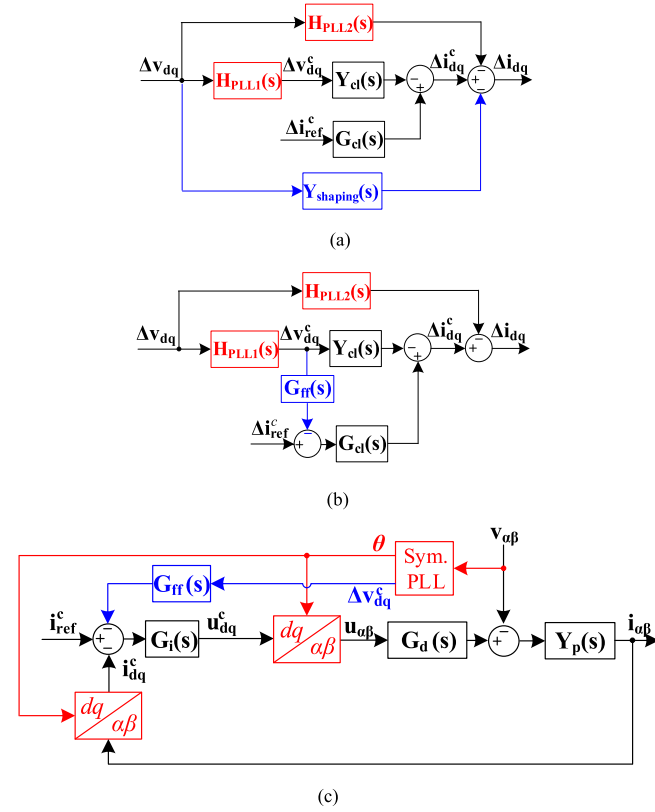 H_PLL2(s)
Δv_dq Δv^c_dq Δi^c_dq Δi_dq
H_PLL1(s) Y_cl(s)
Δi^c_ref G_cl(s)
Y_shaping(s)
(a)
H_PLL2(s)
Δv_dq Δv^c_dq Δi^c_dq Δi_dq
H_PLL1(s) Y_cl(s)
G_ff(s)
Δi^c_ref G_cl(s)
(b)
θ Sym. PLL v_αβ
G_ff(s) Δv^c_dq
i^c_ref G_i(s) u^c_dq dq αβ u_αβ G_d(s) Y_p(s) i_αβ
i^c_dq
dq αβ
(c)